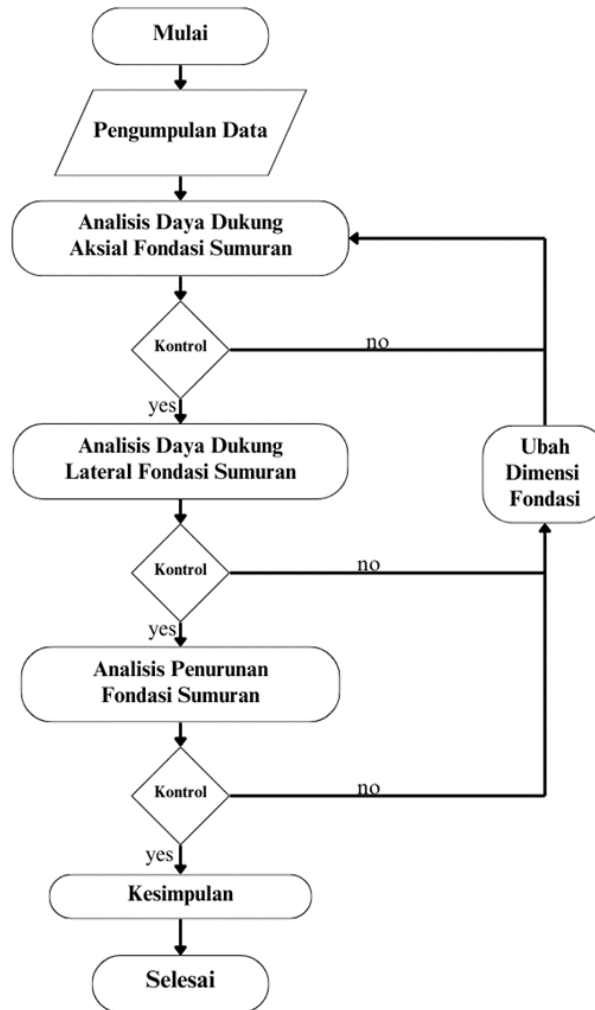 Mulai
Pengumpulan Data
Analisis Daya Dukung
Aksial Fondasi Sumuran
Kontrol
no
yes
Analisis Daya Dukung
Lateral Fondasi Sumuran
Ubah
Dimensi
Fondasi
Kontrol
no
yes
Analisis Penurunan
Fondasi Sumuran
Kontrol
no
yes
Kesimpulan
Selesai